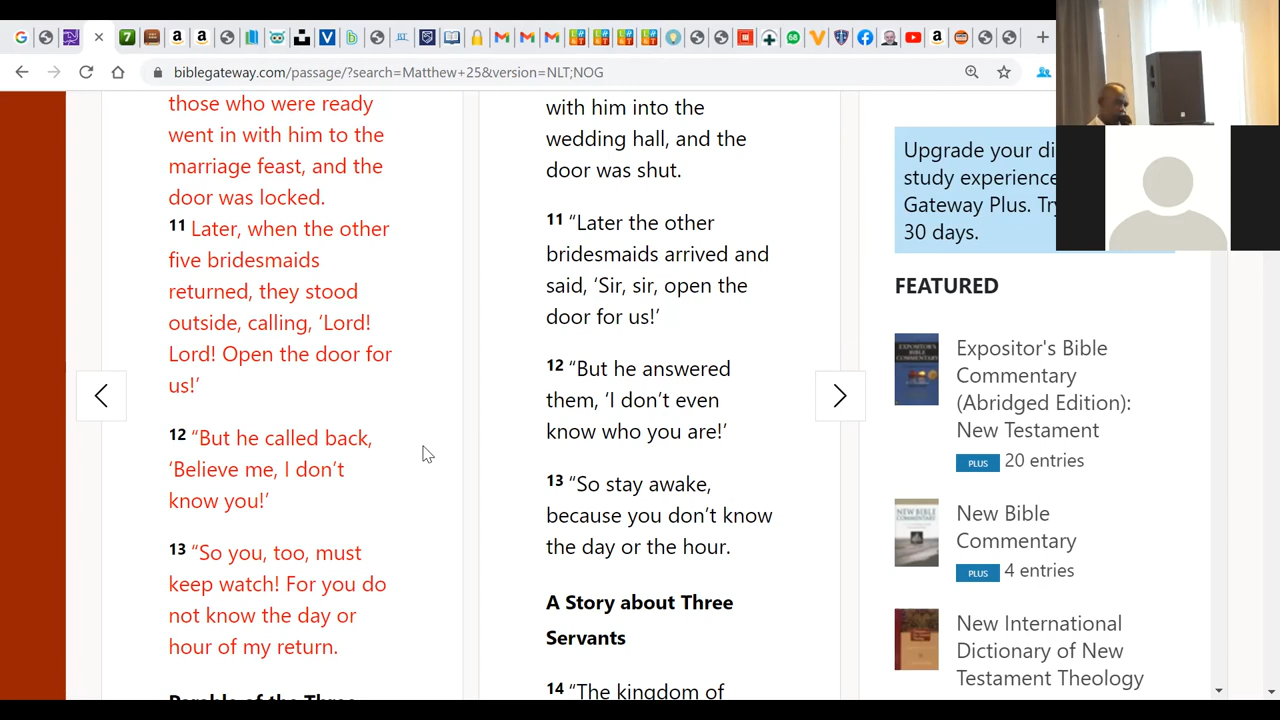 biblegateway.com/passage/?search=Matthew+25&version=NLT;NOG
those who were ready
went in with him to the
marriage feast, and the
door was locked.
11 Later, when the other
five bridesmaids
returned, they stood
outside, calling, ‘Lord!
Lord! Open the door for
us!’
12 “But he called back,
‘Believe me, I don’t
know you!’
13 “So you, too, must
keep watch! For you do
not know the day or
hour of my return.
Parable of the Three
with him into the
wedding hall, and the
door was shut.
11 “Later the other
bridesmaids arrived and
said, ‘Sir, sir, open the
door for us!’
12 “But he answered
them, ‘I don’t even
know who you are!’
13 “So stay awake,
because you don’t know
the day or the hour.
A Story about Three
Servants
14 “The kingdom of
Upgrade your
study experience
Gateway Plus.
30 days.
FEATURED
Expositor's Bible
Commentary
(Abridged Edition):
New Testament
PLUS 20 entries
New Bible
Commentary
PLUS 4 entries
New International
Dictionary of New
Testament Theology